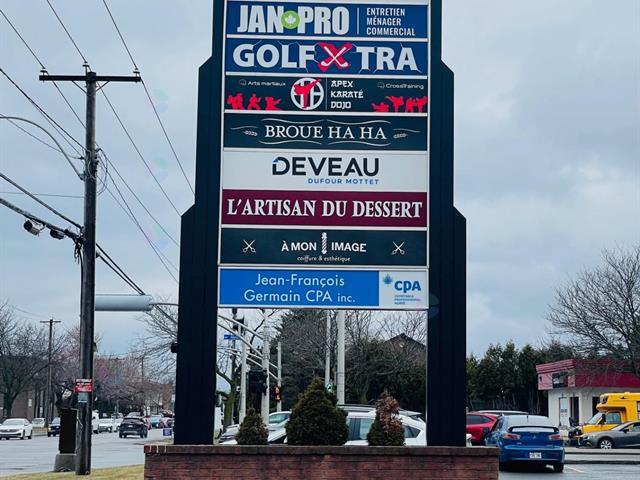 JAN-PRO
ENTRETIEN
MÉNAGER
COMMERCIAL
GOLF X TRA
Arts martiaux
APEX
KARATÉ
DOJO
CrossTraining
BROUE HA HA
DEVEAU
DUFOUR MOTTET
L'ARTISAN DU DESSERT
À MON IMAGE
coiffure & esthétique
Jean-François
Germain CPA inc.
CPA